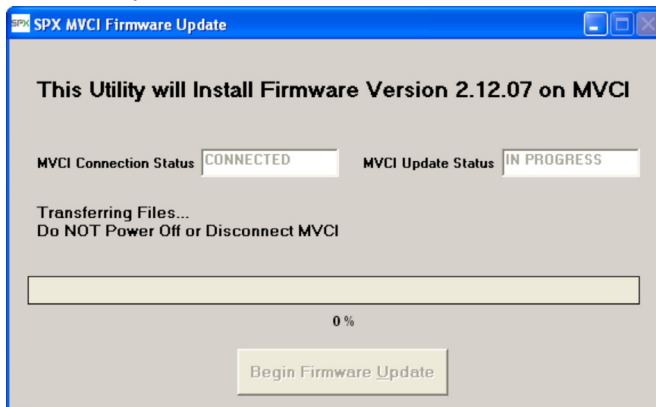 SPX SPX MVCI Firmware Update
This Utility will Install Firmware Version 2.12.07 on MVCI
MVCI Connection Status CONNECTED MVCI Update Status IN PROGRESS
Transferring Files...
Do NOT Power Off or Disconnect MVCI
0 %
Begin Firmware Update